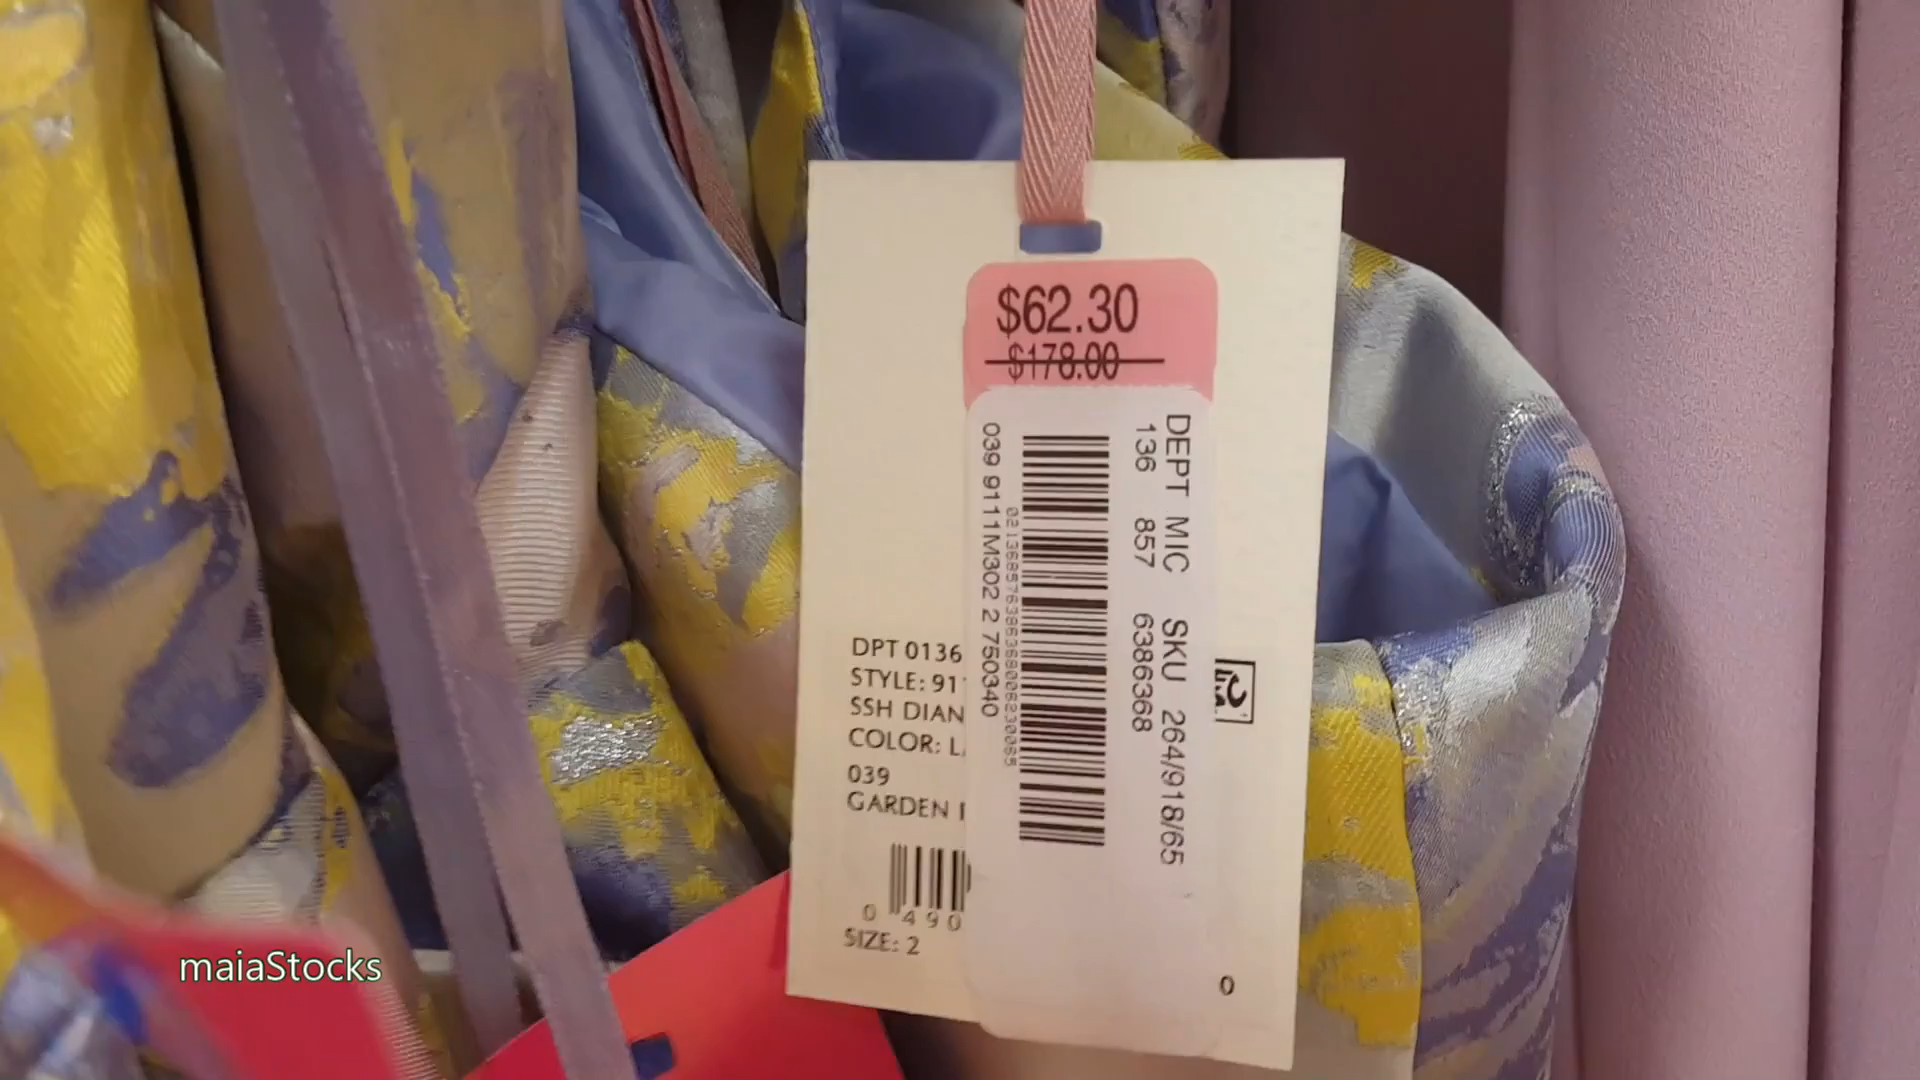 $62.30
$178.00
DEPT MIC SKU 264/918/65
136 857 6386368
039 9111M302 2 750340
DPT 0136
STYLE: 91
SSH DIAN
COLOR: L
039
GARDEN
0 490
SIZE: 2
0
maiaStocks